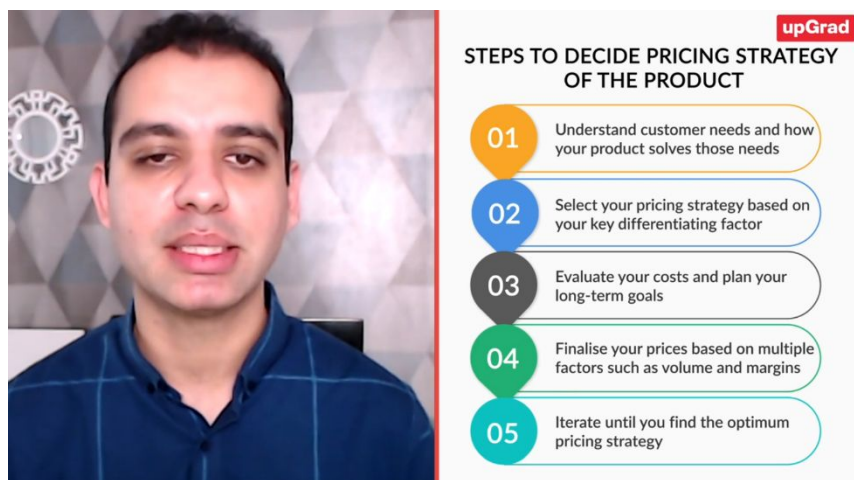 upGrad
STEPS TO DECIDE PRICING STRATEGY
OF THE PRODUCT
01
Understand customer needs and how
your product solves those needs
02
Select your pricing strategy based on
your key differentiating factor
03
Evaluate your costs and plan your
long-term goals
04
Finalise your prices based on multiple
factors such as volume and margins
05
Iterate until you find the optimum
pricing strategy